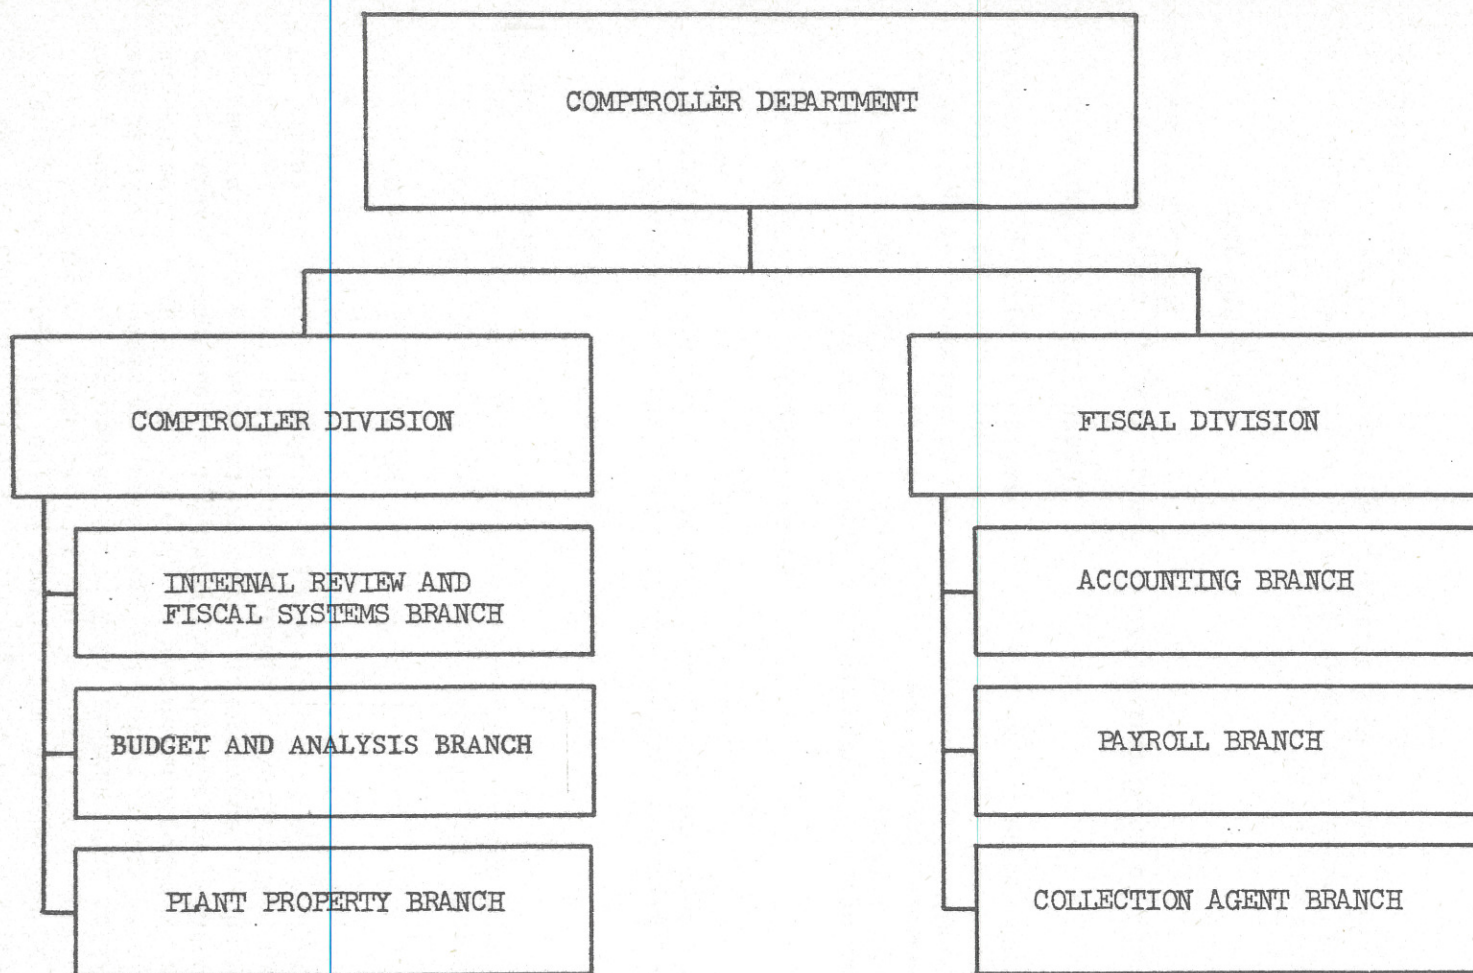 COMPTROLLER DEPARTMENT
COMPTROLLER DIVISION
INTERNAL REVIEW AND
FISCAL SYSTEMS BRANCH
BUDGET AND ANALYSIS BRANCH
PLANT PROPERTY BRANCH
FISCAL DIVISION
ACCOUNTING BRANCH
PAYROLL BRANCH
COLLECTION AGENT BRANCH